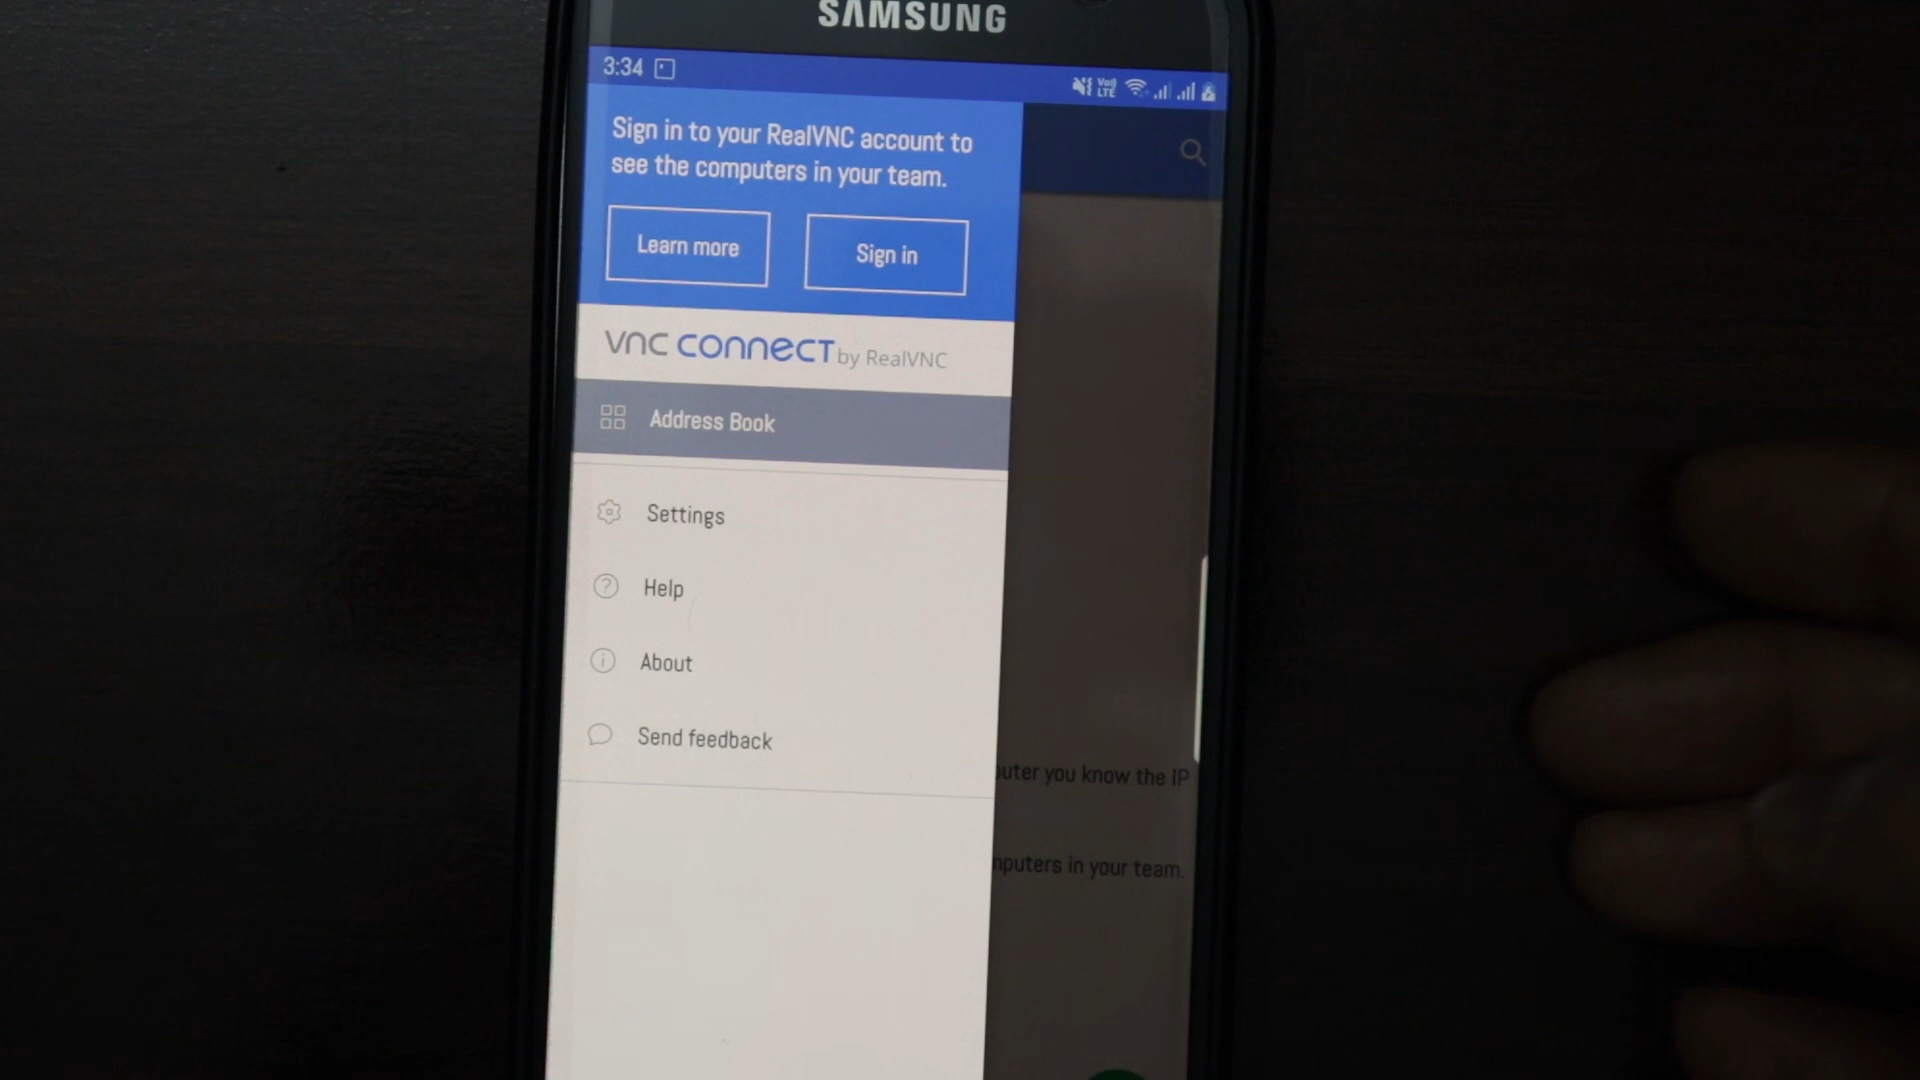 SAMSUNG
3:34
Vo))
LTE
Sign in to your RealVNC account to
see the computers in your team.
Learn more
Sign in
vnc connect by RealVNC
Address Book
Settings
Help
About
Send feedback
you know the IP
in your team.